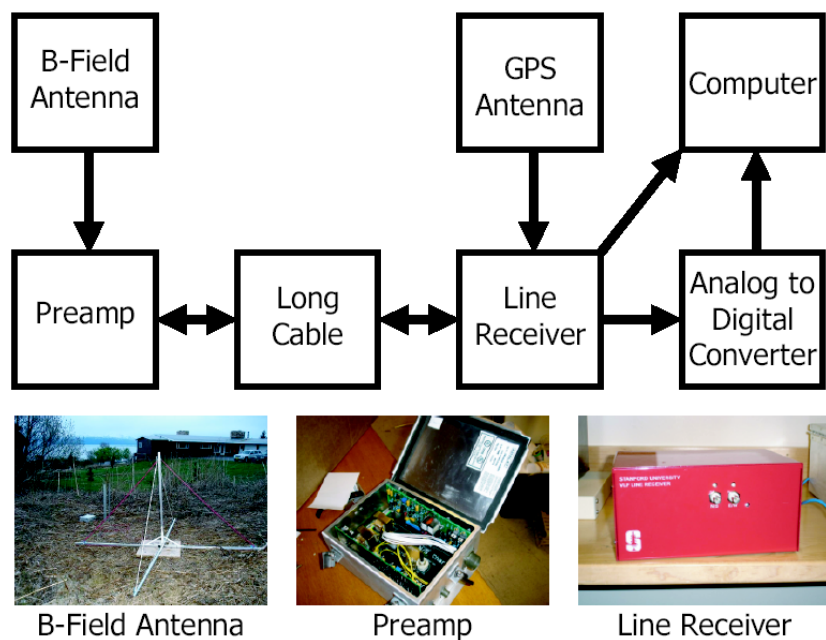 B-Field
Antenna
GPS
Antenna
Computer
Preamp
Long
Cable
Line
Receiver
Analog to
Digital
Converter
STANFORD UNIVERSITY
VLF LINE RECEIVER
B-Field Antenna
Preamp
Line Receiver